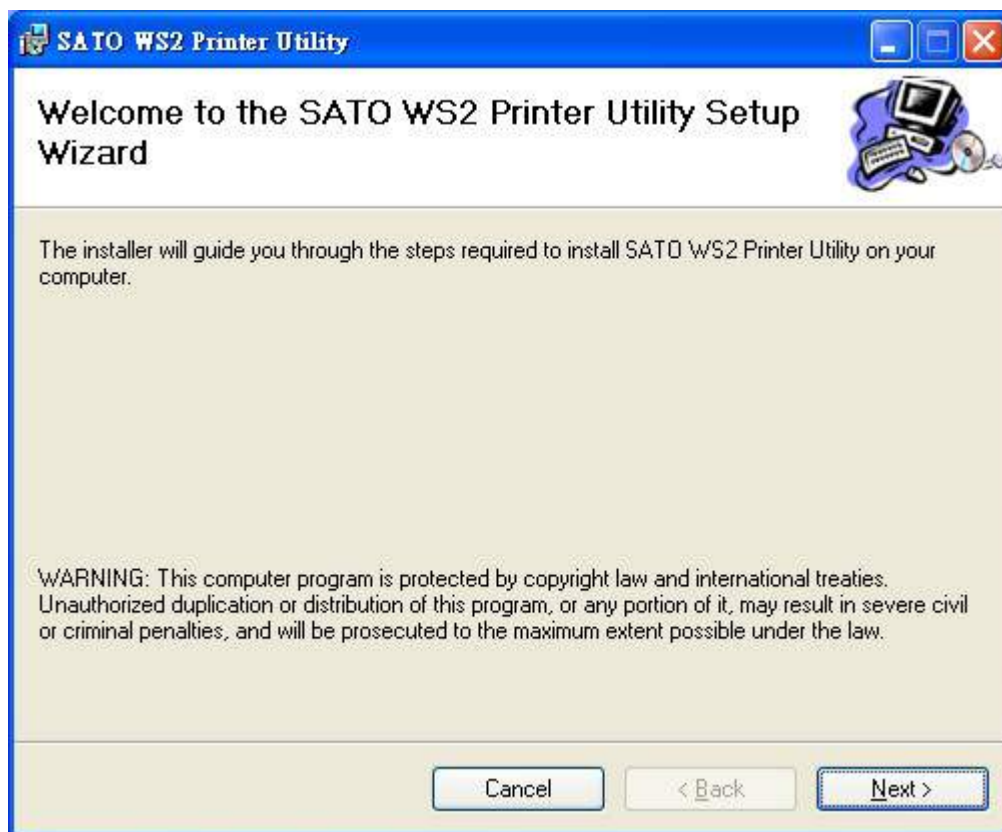 SATO WS2 Printer Utility
Welcome to the SATO WS2 Printer Utility Setup
Wizard
The installer will guide you through the steps required to install SATO WS2 Printer Utility on your
computer.
WARNING: This computer program is protected by copyright law and international treaties.
Unauthorized duplication or distribution of this program, or any portion of it, may result in severe civil
or criminal penalties, and will be prosecuted to the maximum extent possible under the law.
Cancel
< Back
Next >